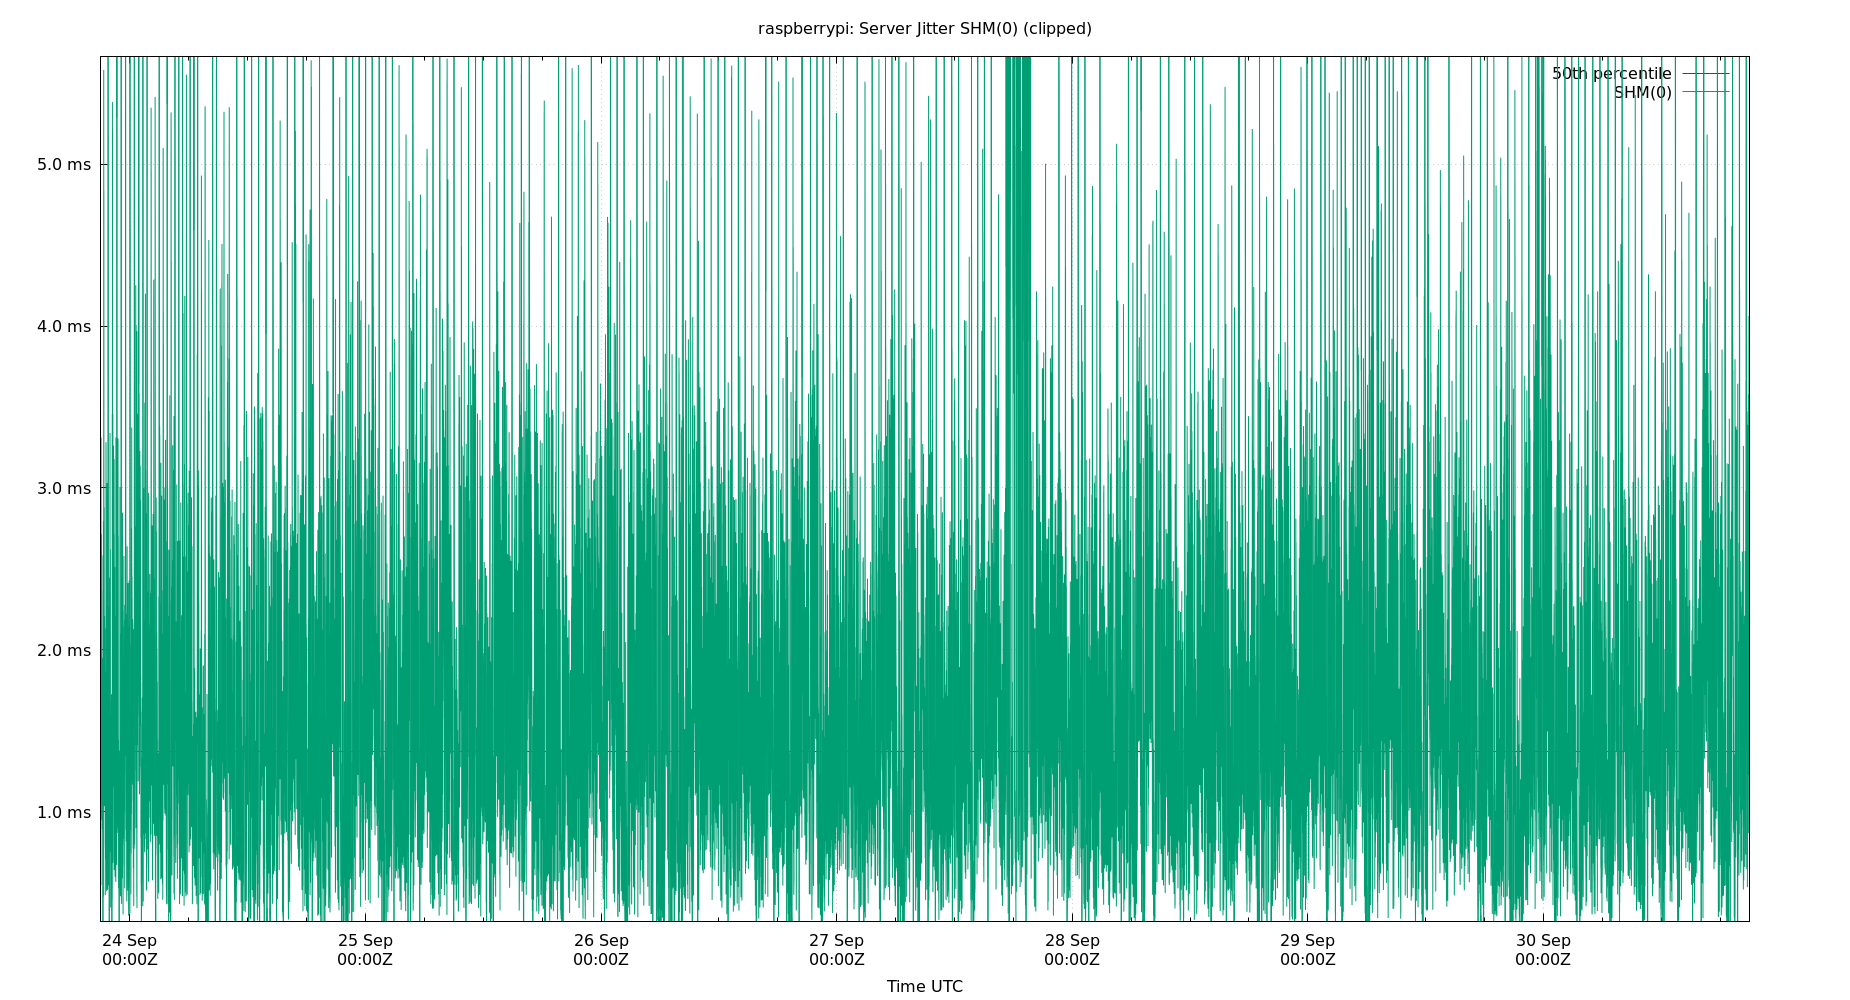 raspberrypi: Server Jitter SHM(0) (clipped)
50th percentile
SHM(0)
5.0 ms
4.0 ms
3.0 ms
2.0 ms
1.0 ms
24 Sep 25 Sep 26 Sep 27 Sep 28 Sep 29 Sep 30 Sep
00:00Z 00:00Z 00:00Z 00:00Z 00:00Z 00:00Z 00:00Z
Time UTC